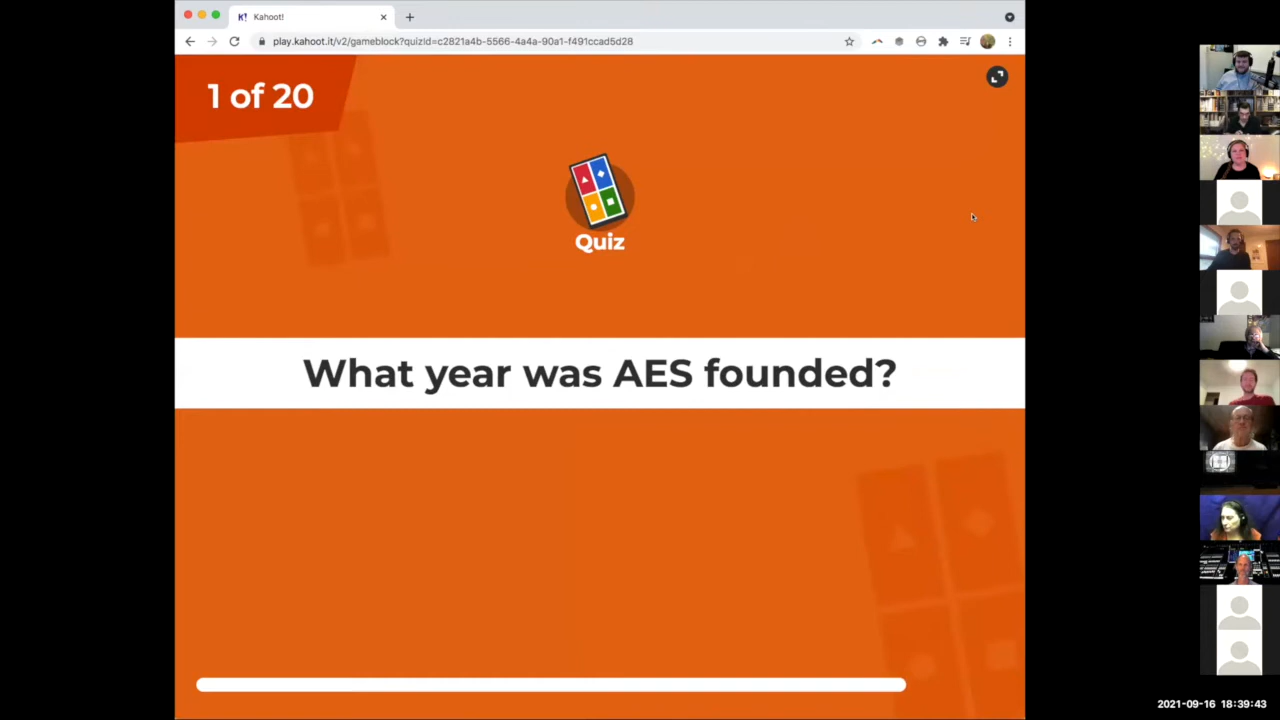 Kahoot!
play.kahoot.it/v2/gameblock?quizId=c2821a4b-5566-4a4a-90a1-f491ccad5d28
1 of 20
Quiz
What year was AES founded?
2021-09-16 18:39:43